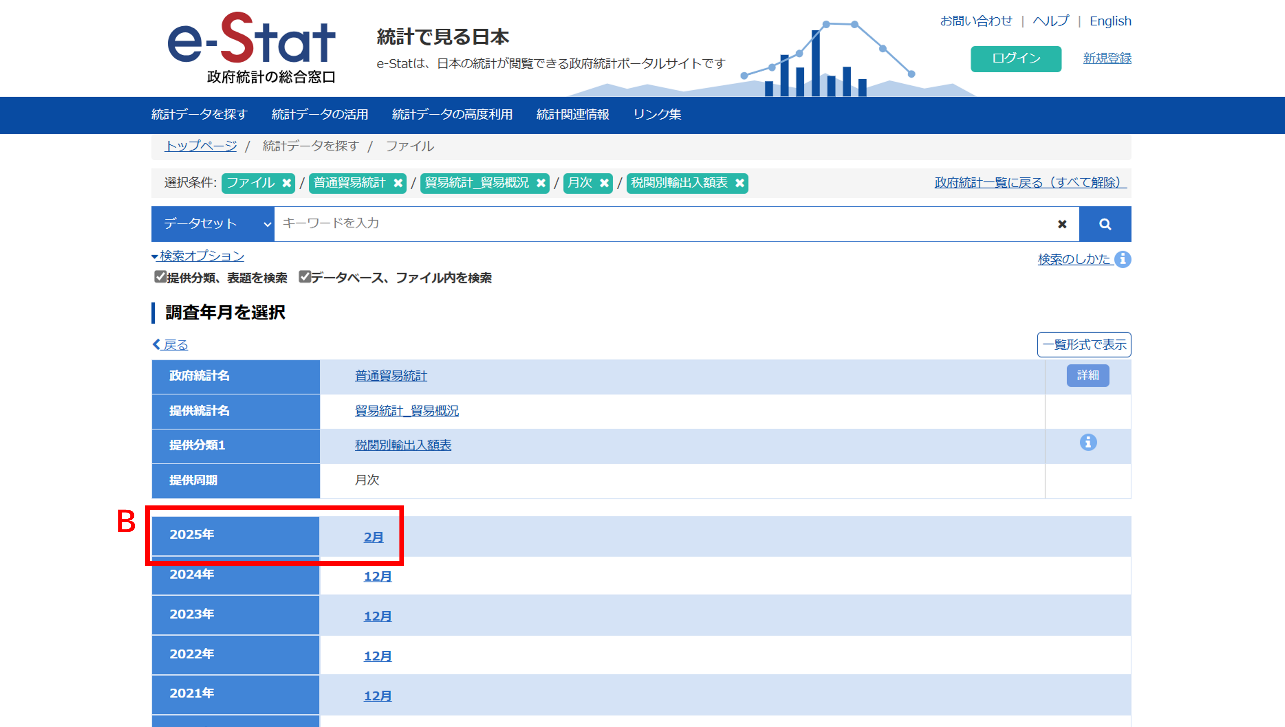 e-Stat
政府統計の総合窓口
統計で見る日本
e-Statは、日本の統計が閲覧できる政府統計ポータルサイトです
お問い合わせ | ヘルプ | English
ログイン 新規登録
統計データを探す 統計データの活用 統計データの高度利用 統計関連情報 リンク集
トップページ / 統計データを探す / ファイル
選択条件: ファイル ✖ / 普通貿易統計 ✖ / 貿易統計_貿易概況 ✖ / 月次 ✖ / 税関別輸出入額表 ✖ 政府統計一覧に戻る（すべて解除）
データセット キーワードを入力 ✖
検索オプション 検索のしかた
提供分類、表題を検索 データベース、ファイル内を検索
調査年月を選択
戻る 一覧形式で表示
政府統計名 普通貿易統計 詳細
提供統計名 貿易統計_貿易概況
提供分類1 税関別輸出入額表
提供周期 月次
B
2025年 2月
2024年 12月
2023年 12月
2022年 12月
2021年 12月